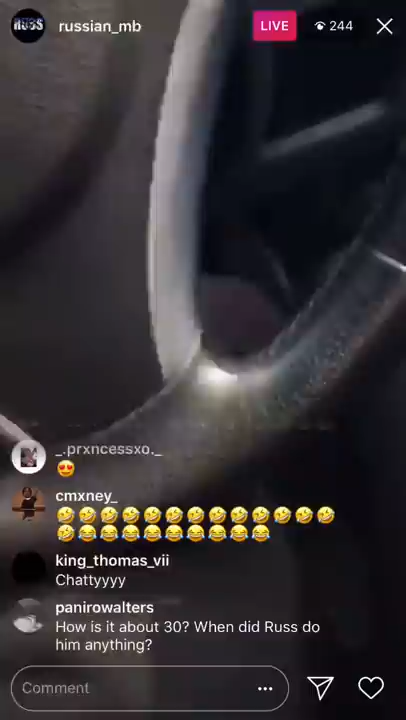 RUSS
russian_mb
LIVE
244
_.prxncessxo._
😍
cmxney_
🤣🤣🤣🤣🤣🤣🤣🤣🤣🤣🤣🤣🤣
🤣😂😂😂😂😂😂😂😂😂
king_thomas_vii
Chattyyyy
panirowalters
How is it about 30? When did Russ do
him anything?
Comment